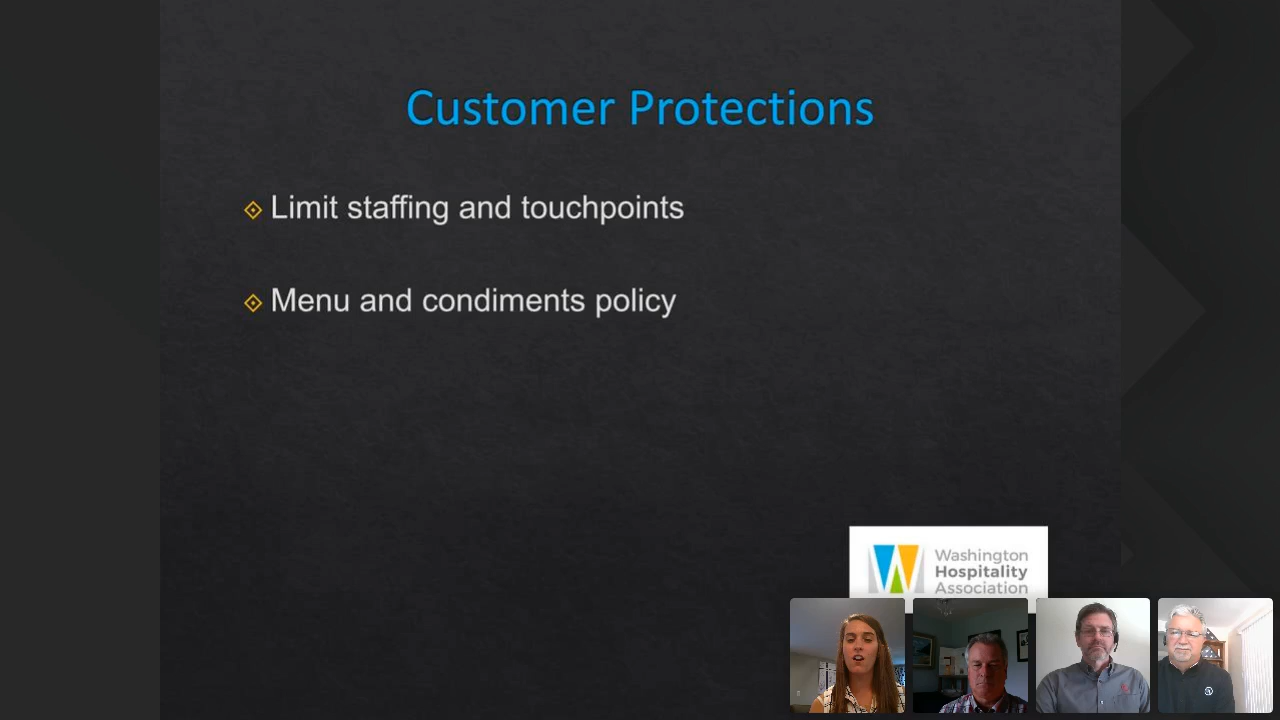 Customer Protections
Limit staffing and touchpoints
Menu and condiments policy
Washington
Hospitality
Association